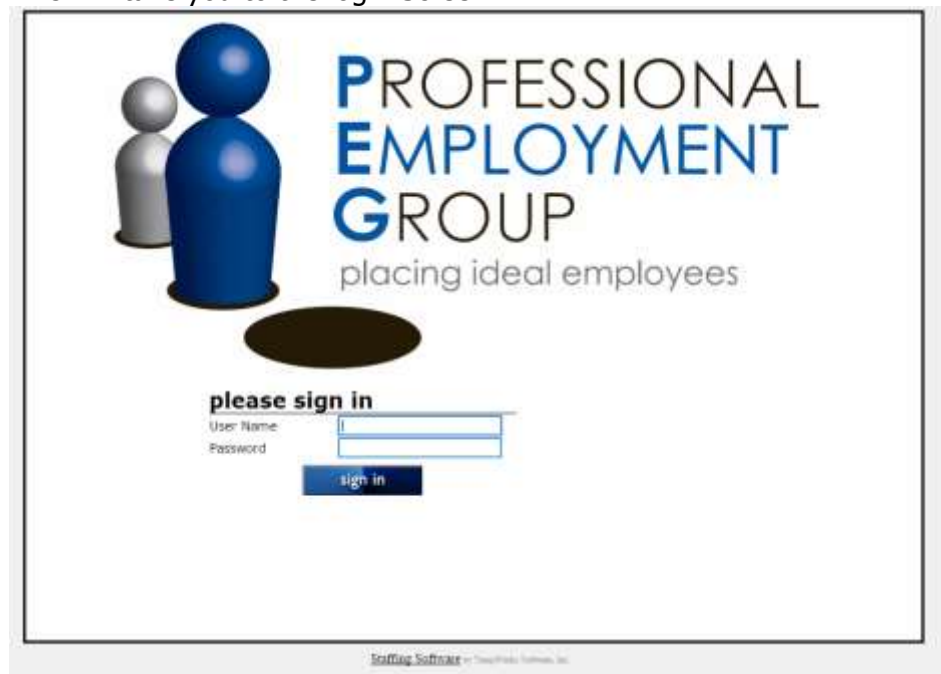 PROFESSIONAL
EMPLOYMENT
GROUP
placing ideal employees
please sign in
User Name
Password
sign in
Staffing Software